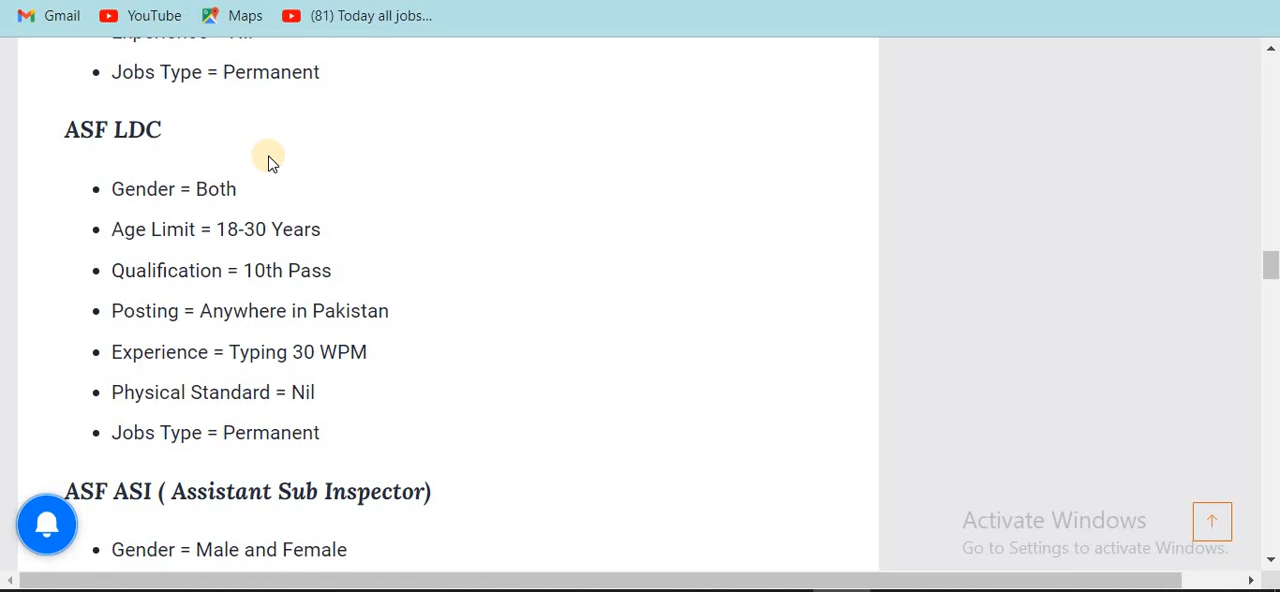 Gmail YouTube Maps (81) Today all jobs...
Jobs Type = Permanent
ASF LDC
Gender = Both
Age Limit = 18-30 Years
Qualification = 10th Pass
Posting = Anywhere in Pakistan
Experience = Typing 30 WPM
Physical Standard = Nil
Jobs Type = Permanent
ASF ASI ( Assistant Sub Inspector)
Gender = Male and Female
Activate Windows
Go to Settings to activate Windows.